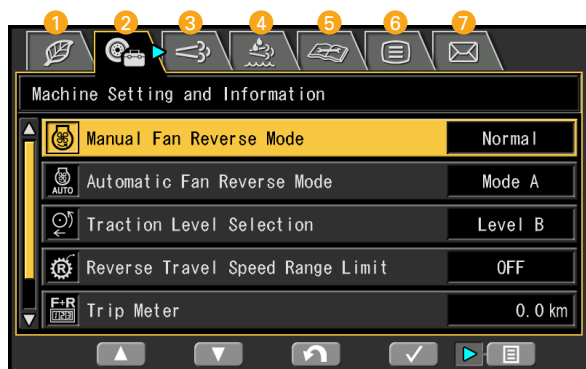 1 2 3 4 5 6 7
Machine Setting and Information
Manual Fan Reverse Mode Normal
AUTO Automatic Fan Reverse Mode Mode A
Traction Level Selection Level B
R Reverse Travel Speed Range Limit OFF
F+R 123 Trip Meter 0.0 km